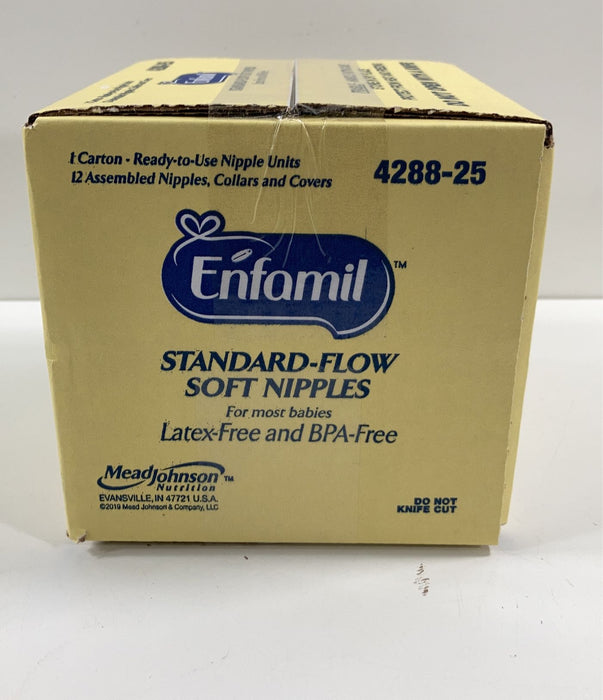 1 Carton - Ready-to-Use Nipple Units
12 Assembled Nipples, Collars and Covers
4288-25
Enfamil™
STANDARD-FLOW
SOFT NIPPLES
For most babies
Latex-Free and BPA-Free
MeadJohnson™
Nutrition
EVANSVILLE, IN 47721 U.S.A.
©2019 Mead Johnson & Company, LLC
DO NOT
KNIFE CUT